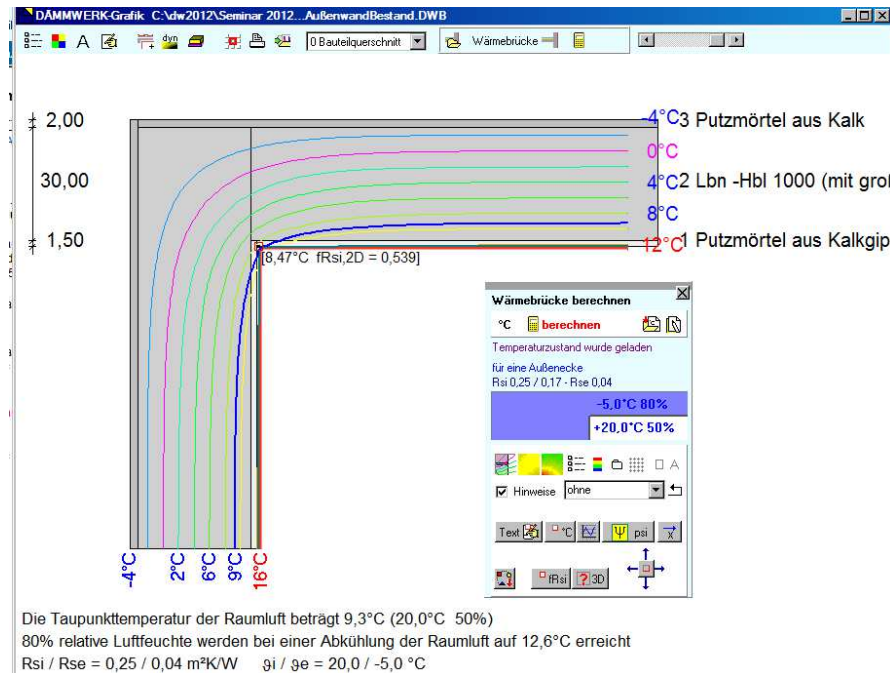 DÄMMWERK-Grafik C:\dw2012\Seminar 2012...AußenwandBestand.DWB
A dyn 0 Bauteilquerschnitt Wärmebrücke
2,00
-4°C 3 Putzmörtel aus Kalk
0°C
30,00
4°C 2 Lbn -Hbl 1000 (mit
8°C
1,50
12°C 1 Putzmörtel aus Kalkgip
[8,47°C fRsi,2D = 0,539]
Wärmebrücke berechnen
°C berechnen
Temperaturzustand wurde geladen
für eine Außenecke
Rsi 0,25 / 0,17 - Rse 0,04
-5,0°C 80%
+20,0°C 50%
A
Hinweise ohne
Text °C Ψ psi x
fRsi ? 3D
-4°C 2°C 6°C 9°C 16°C
Die Taupunkttemperatur der Raumluft beträgt 9,3°C (20,0°C 50%)
80% relative Luftfeuchte werden bei einer Abkühlung der Raumluft auf 12,6°C erreicht
Rsi / Rse = 0,25 / 0,04 m²K/W ϑi / ϑe = 20,0 / -5,0 °C